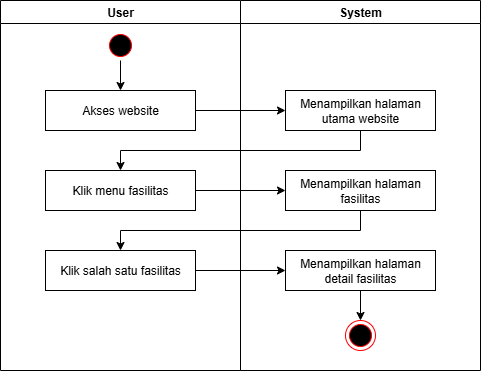 User
System
Akses website
Menampilkan halaman
utama website
Klik menu fasilitas
Menampilkan halaman
fasilitas
Klik salah satu fasilitas
Menampilkan halaman
detail fasilitas